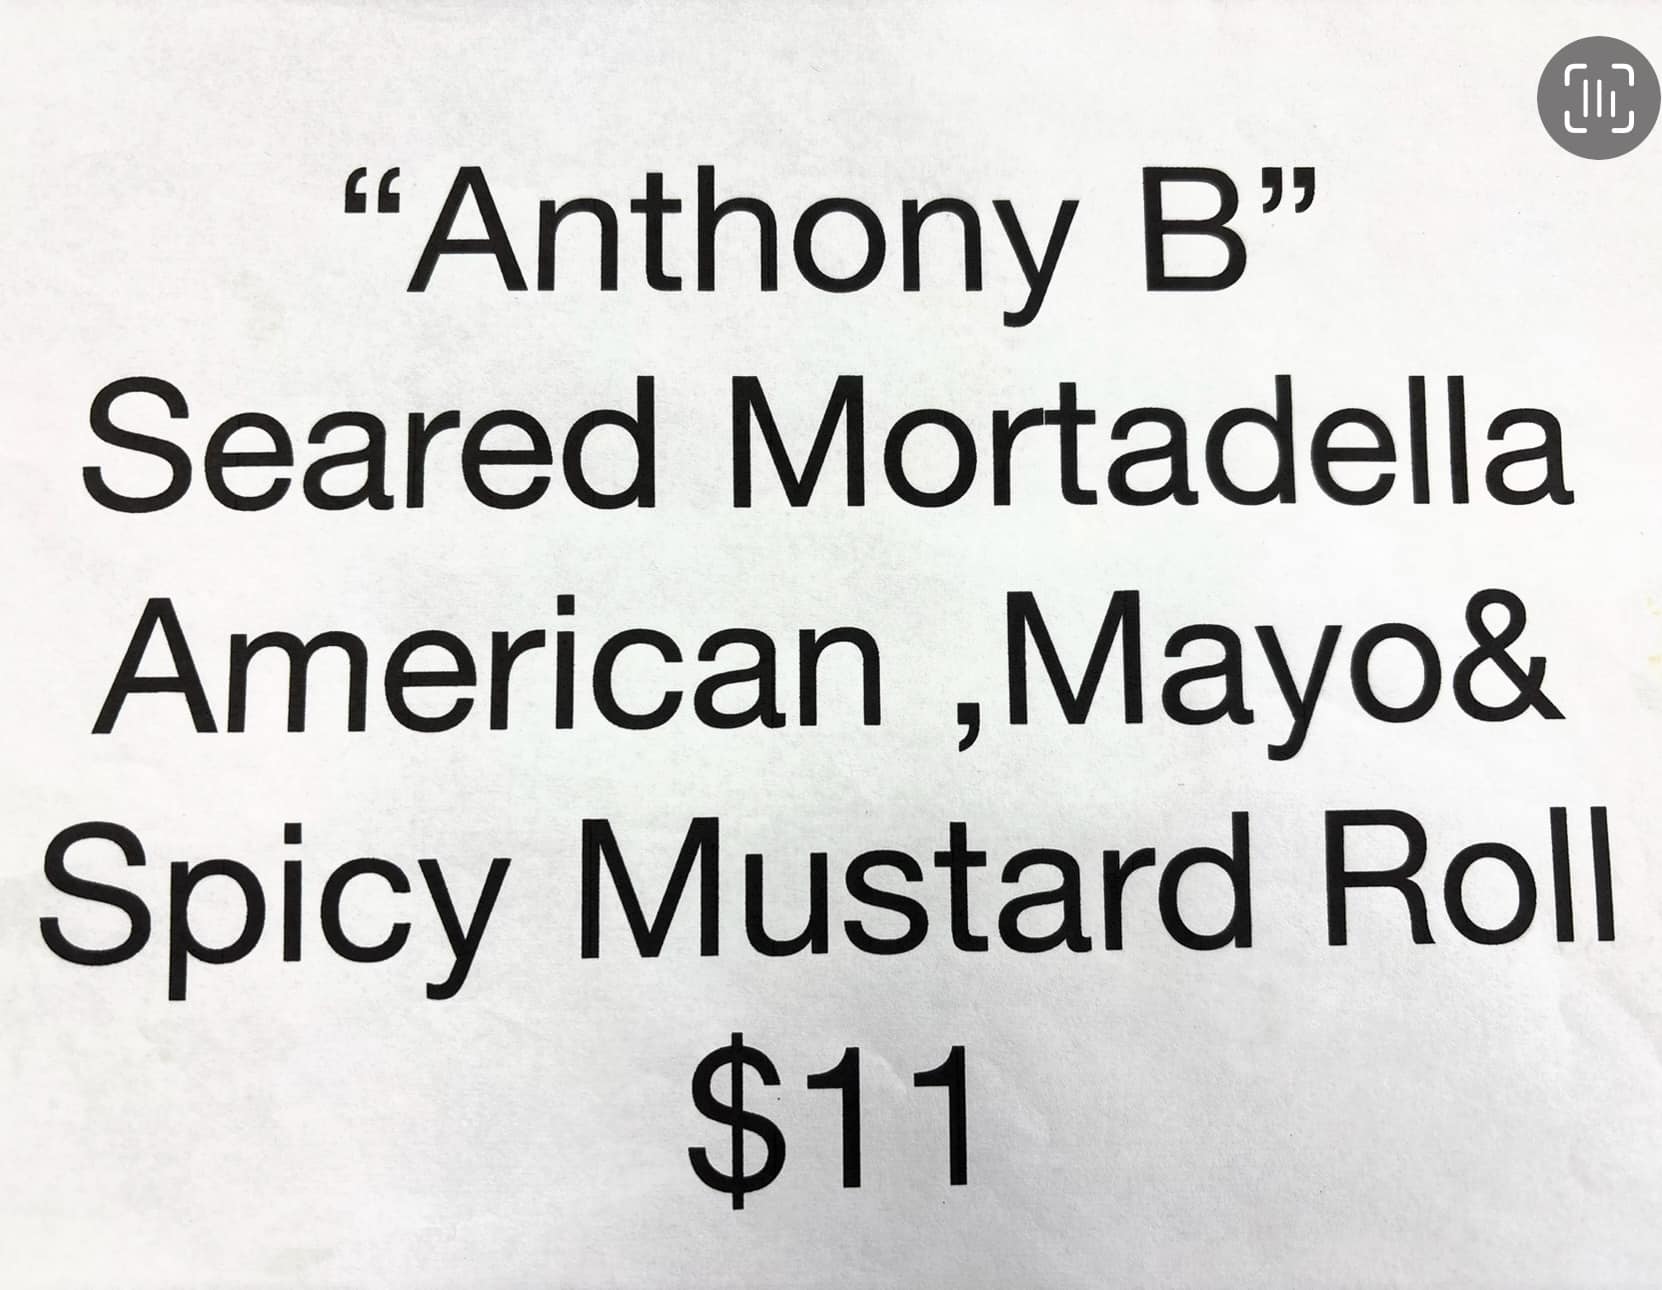 “Anthony B”
Seared Mortadella
American ,Mayo&
Spicy Mustard Roll
$11